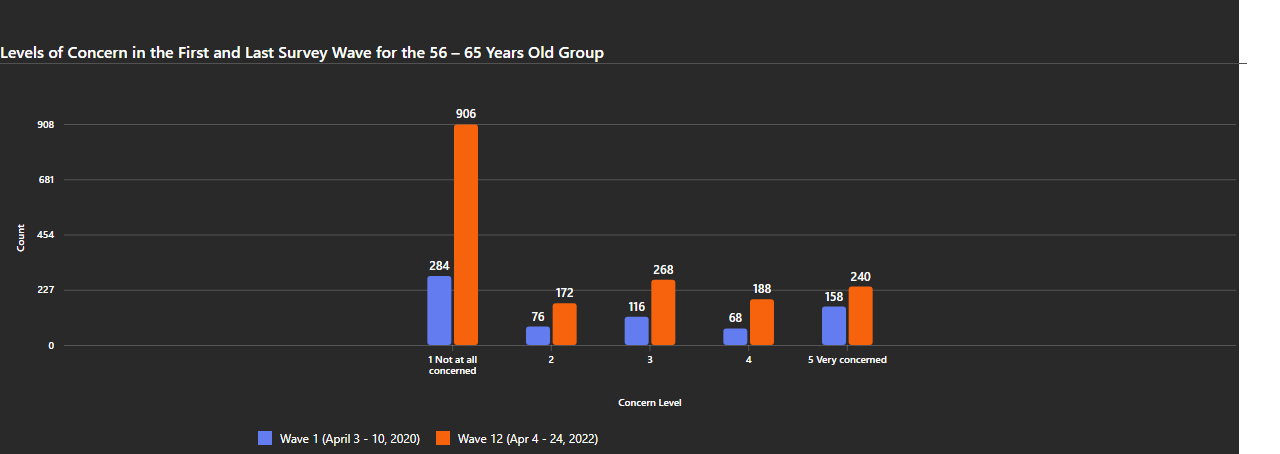 Levels of Concern in the First and Last Survey Wave for the 56 – 65 Years Old Group
906
908
681
Count
454
284
268
240
227
172
188
158
116
76
68
0
1 Not at all
concerned
2
3
4
5 Very concerned
Concern Level
Wave 1 (April 3 - 10, 2020)
Wave 12 (Apr 4 - 24, 2022)